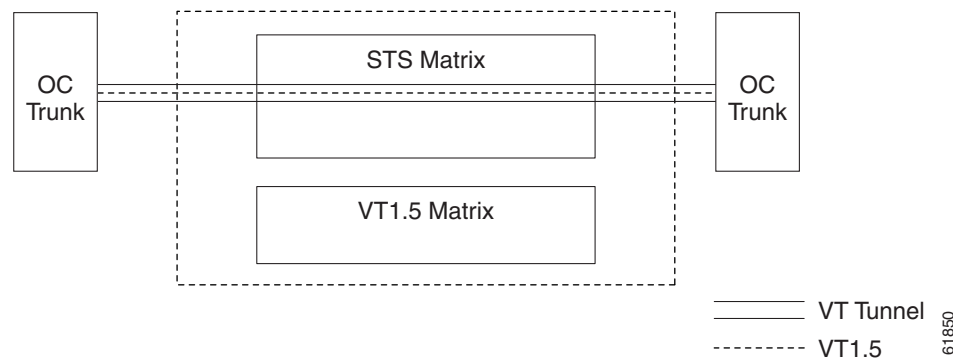 OC
Trunk
STS Matrix
OC
Trunk
VT1.5 Matrix
VT Tunnel
VT1.5
61850